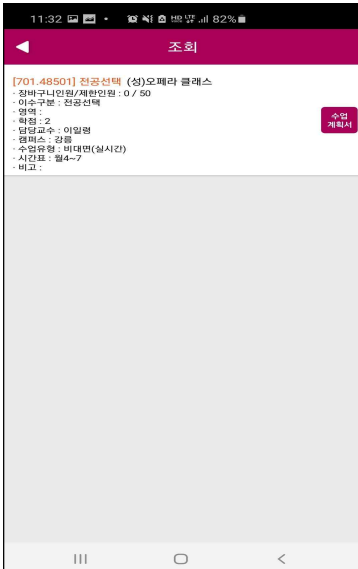 11:32
82%
조회
[701.48501] 전공선택 (성)오페라 클래스
· 장바구니인원/제한인원 : 0 / 50
· 이수구분 : 전공선택
· 영역 :
· 학점 : 2
· 담당교수 : 이일령
· 캠퍼스 : 강릉
· 수업유형 : 비대면(실시간)
· 시간표 : 월4~7
· 비고 :
수업
계획서